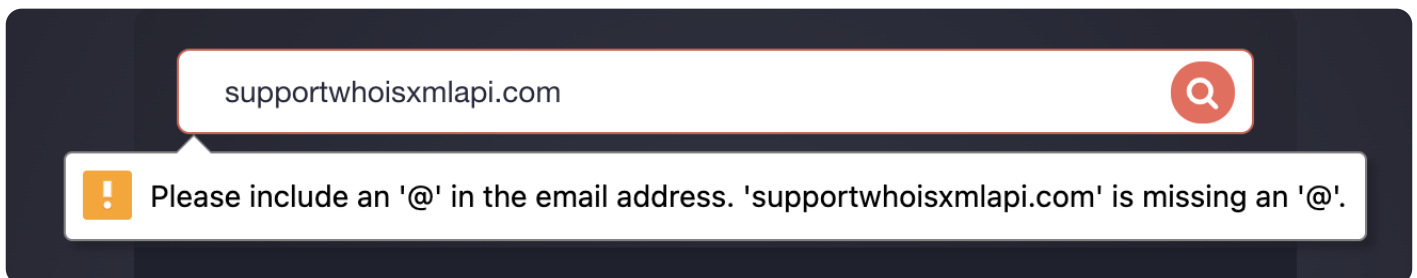 supportwhoisxmlapi.com
Please include an '@' in the email address. 'supportwhoisxmlapi.com' is missing an '@'.